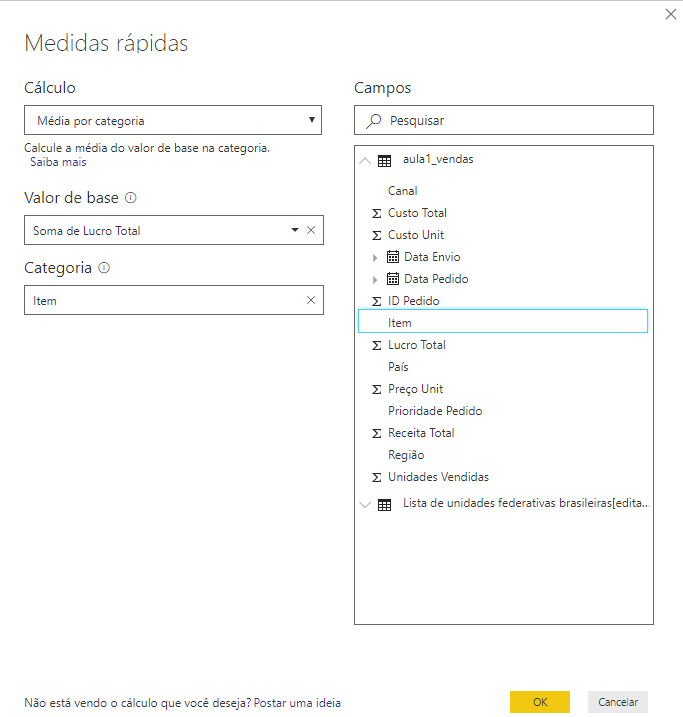 Medidas rápidas
Cálculo
Média por categoria
Calcule a média do valor de base na categoria.
Saiba mais
Valor de base
Soma de Lucro Total
Categoria
Item
Campos
Pesquisar
aula1_vendas
Canal
Custo Total
Custo Unit
Data Envio
Data Pedido
ID Pedido
Item
Lucro Total
País
Preço Unit
Prioridade Pedido
Receita Total
Região
Unidades Vendidas
Lista de unidades federativas brasileiras[edita...
Não está vendo o cálculo que você deseja? Postar uma ideia
OK
Cancelar